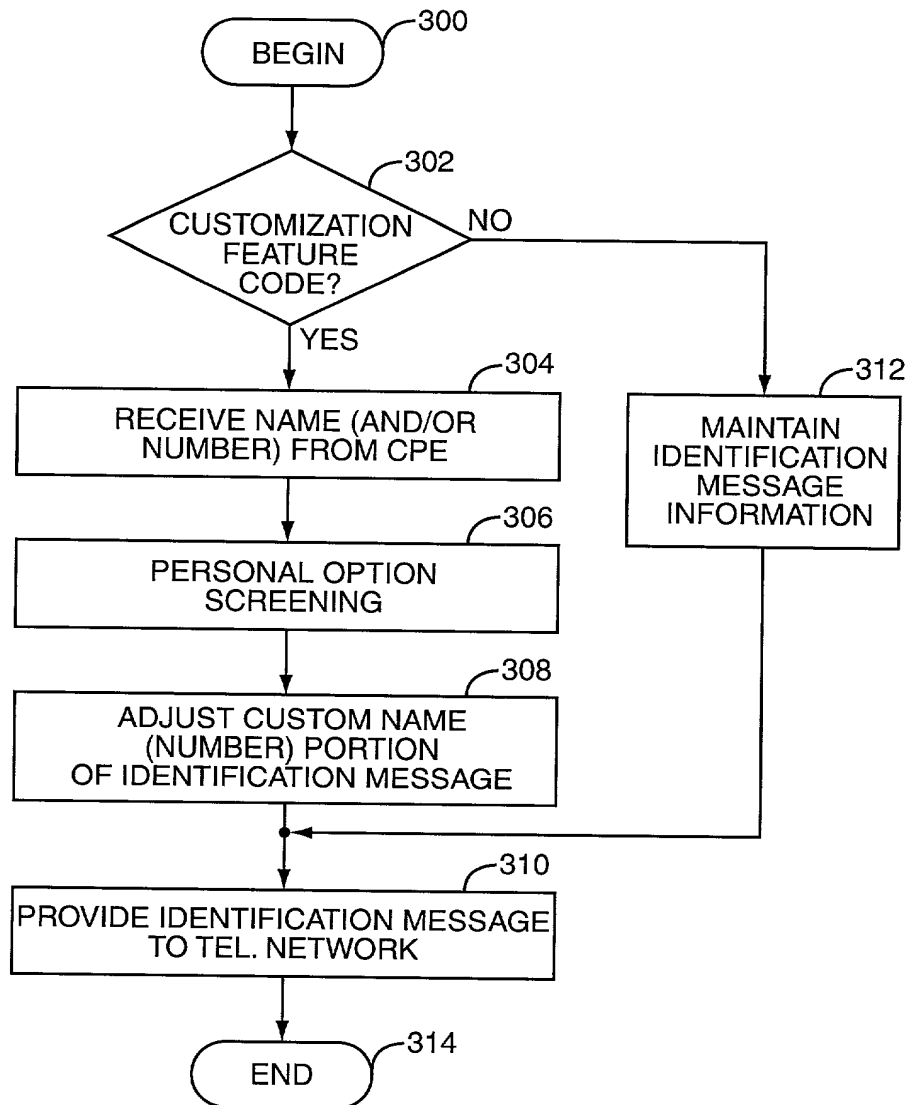 BEGIN
300
302
CUSTOMIZATION
FEATURE
CODE?
NO
YES
304
RECEIVE NAME (AND/OR
NUMBER) FROM CPE
312
MAINTAIN
IDENTIFICATION
MESSAGE
INFORMATION
306
PERSONAL OPTION
SCREENING
308
ADJUST CUSTOM NAME
(NUMBER) PORTION
OF IDENTIFICATION MESSAGE
310
PROVIDE IDENTIFICATION MESSAGE
TO TEL. NETWORK
END
314